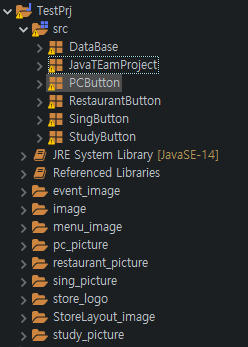 TestPrj
src
DataBase
JavaTEamProject
PCButton
RestaurantButton
SingButton
StudyButton
JRE System Library [JavaSE-14]
Referenced Libraries
event_image
image
menu_image
pc_picture
restaurant_picture
sing_picture
store_logo
StoreLayout_image
study_picture